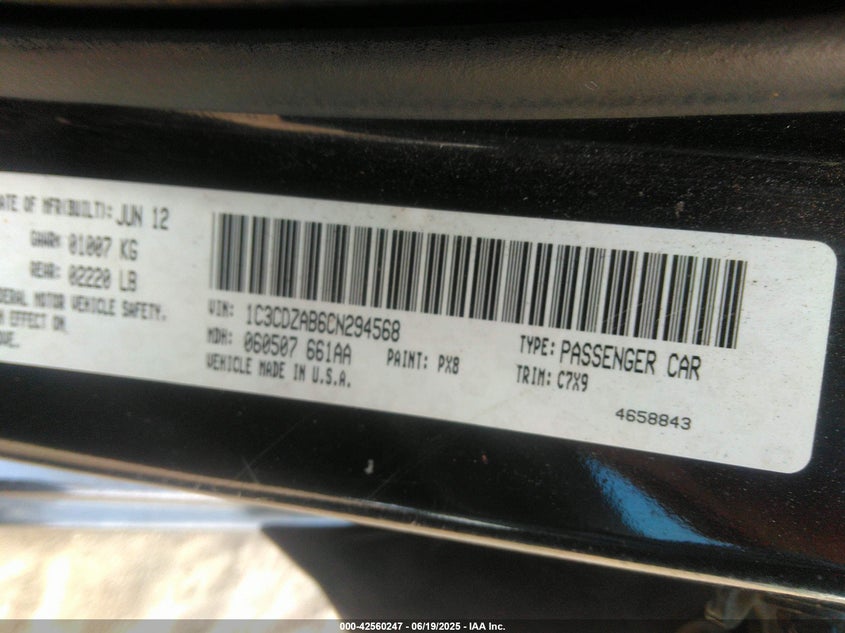 ATE OF MFR(BUILT): JUN 12
GAWR: 01007 KG
REAR: 02220 LB
DERAL MOTOR VEHICLE SAFETY.
N EFFECT ON
OVE.
VIN: 1C3CDZAB6CN294568
MDH: 060507 661AA PAINT: PX8
VEHICLE MADE IN U.S.A.
TYPE: PASSENGER CAR
TRIM: C7X9
4658843
000-42560247 - 06/19/2025 - IAA Inc.